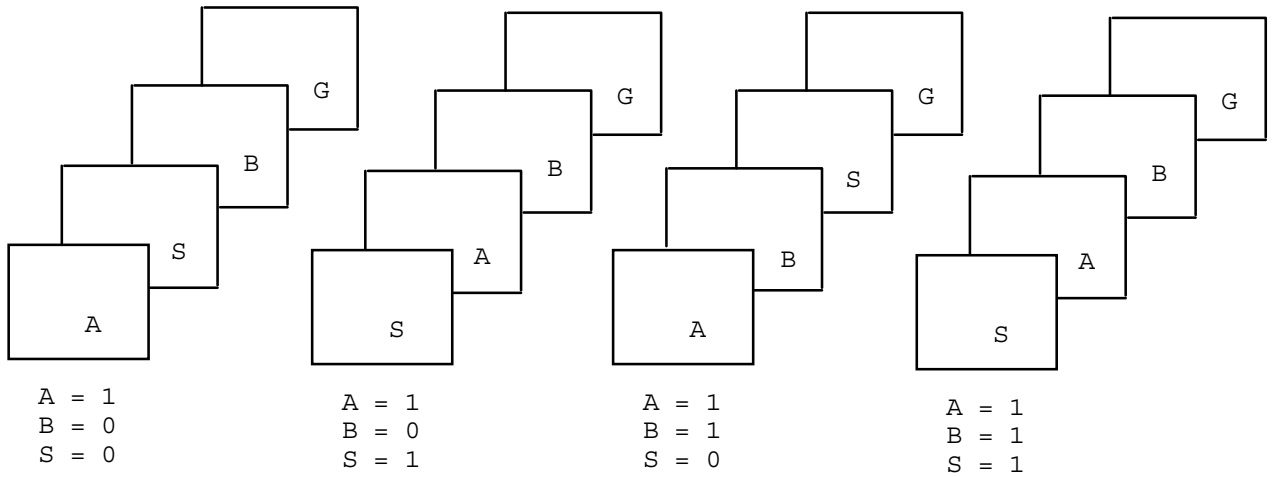 G
B
S
A
A = 1
B = 0
S = 0
G
B
A
S
A = 1
B = 0
S = 1
G
S
B
A
A = 1
B = 1
S = 0
G
B
A
S
A = 1
B = 1
S = 1